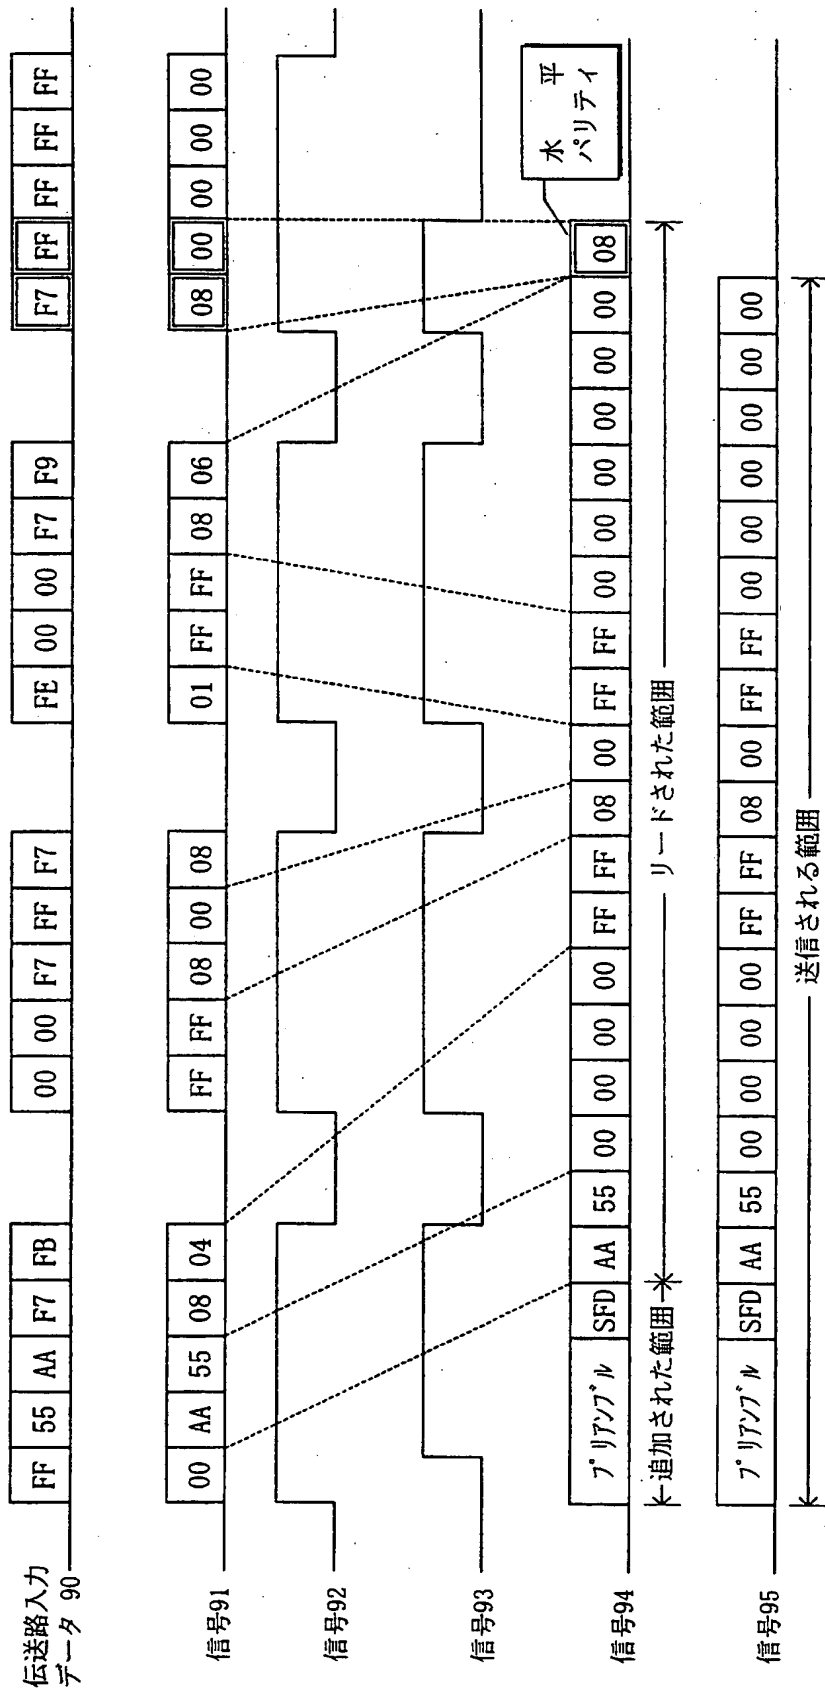 伝送路入力
データ 90
FF 55 AA F7 FB 00 00 F7 FF F7 FE 00 00 F7 F9 F7 FF FF FF FF
信号91
00 AA 55 08 04 FF FF 08 00 08 01 FF FF 08 06 08 00 00 00 00
信号92
信号93
水 平
パリティ
信号94
プリアンブル SFD AA 55 00 00 00 00 FF FF 08 00 FF FF 00 00 00 00 00 00 08
追加された範囲
リードされた範囲
信号95
プリアンブル SFD AA 55 00 00 00 00 FF FF 08 00 FF FF 00 00 00 00 00 00
送信される範囲